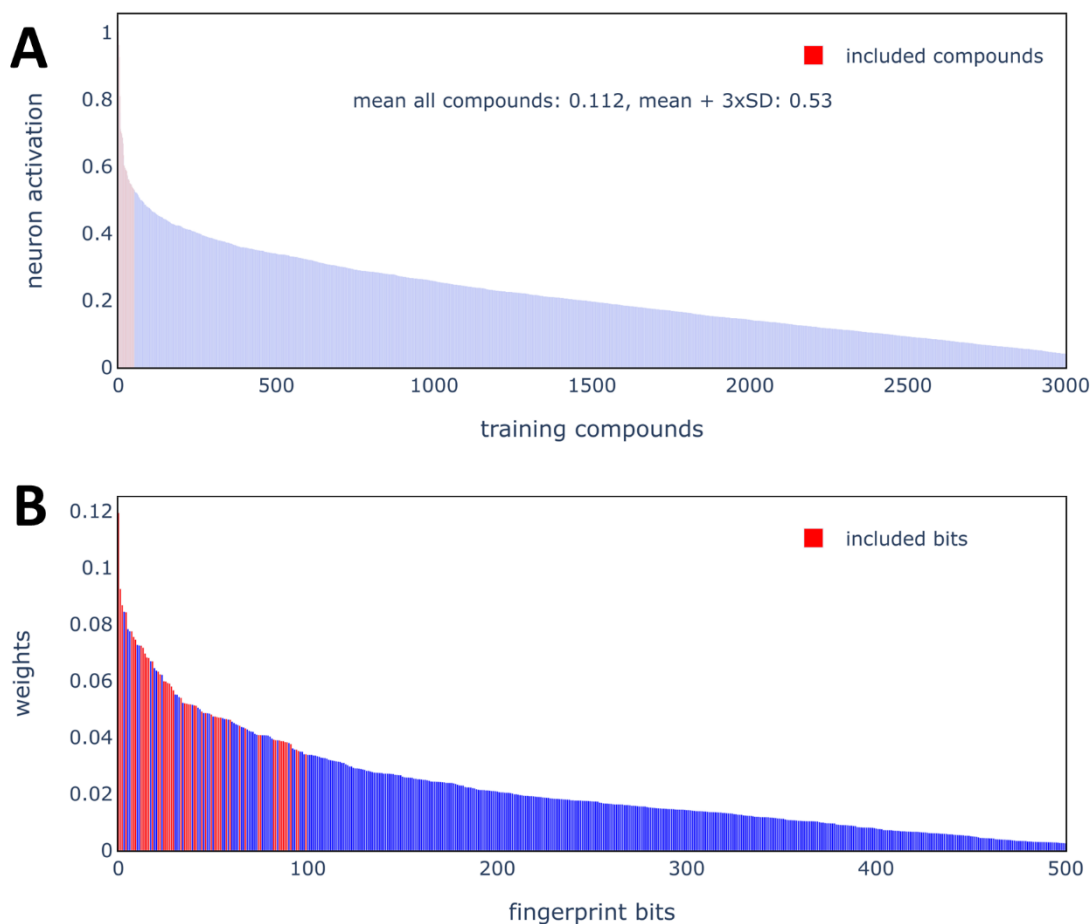 A
1
included compounds
0.8
mean all compounds: 0.112, mean + 3xSD: 0.53
neuron activation
0.6
0.4
0.2
0
0 500 1000 1500 2000 2500 3000
training compounds
B
0.12
included bits
0.1
0.08
weights
0.06
0.04
0.02
0
0 100 200 300 400 500
fingerprint bits